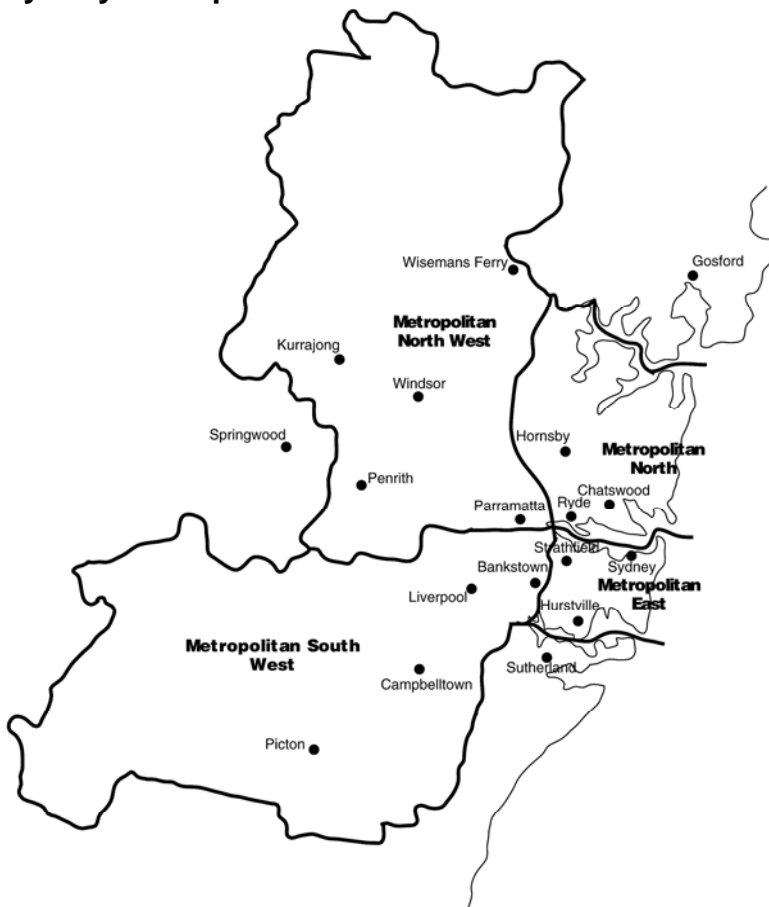 Wisemans Ferry
Gosford
Metropolitan
North West
Kurrajong
Windsor
Springwood
Hornsby
Metropolitan
North
Penrith
Chatswood
Parramatta
Ryde
Strathfield
Sydney
Bankstown
Liverpool
Metropolitan
East
Hurstville
Metropolitan South
West
Sutherland
Campbelltown
Picton